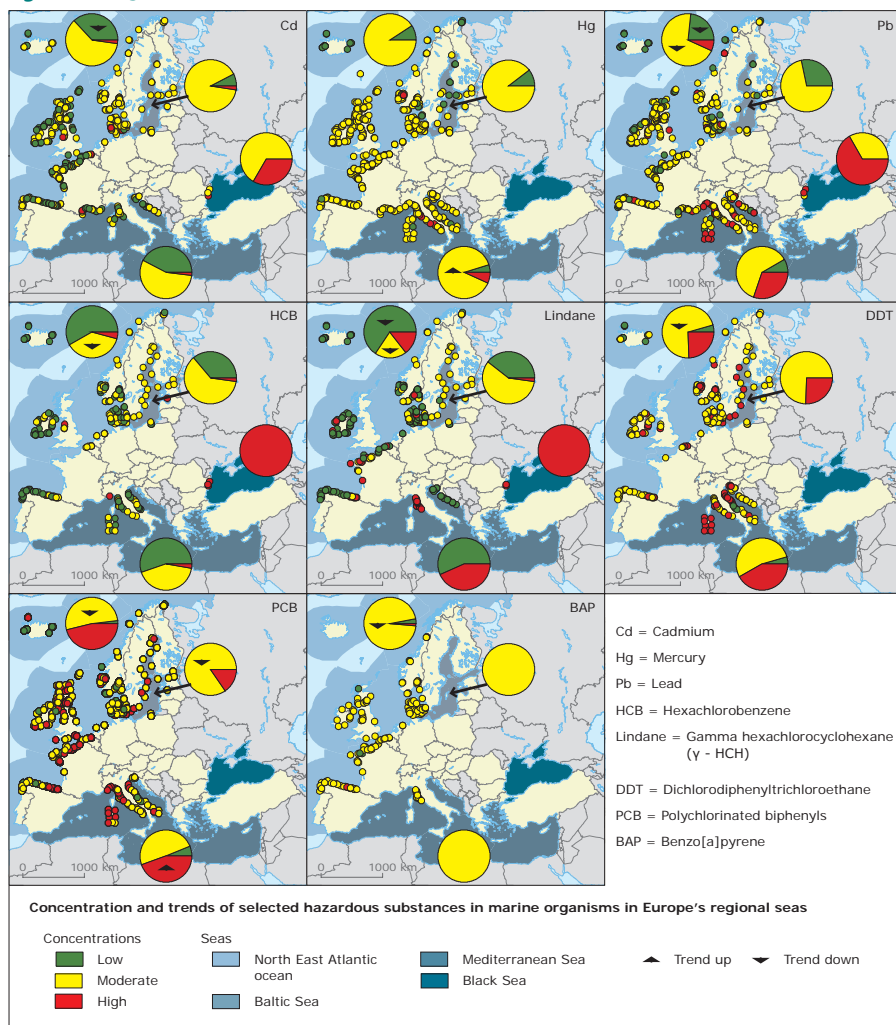 Cd
Hg
Pb
0 1000 km
0 1000 km
0 1000 km
HCB
Lindane
DDT
0 1000 km
0 1000 km
0 1000 km
PCB
BAP
0 1000 km
0 1000 km
Cd = Cadmium
Hg = Mercury
Pb = Lead
HCB = Hexachlorobenzene
Lindane = Gamma hexachlorocyclohexane
(γ - HCH)
DDT = Dichlorodiphenyltrichloroethane
PCB = Polychlorinated biphenyls
BAP = Benzo[a]pyrene
Concentration and trends of selected hazardous substances in marine organisms in Europe's regional seas
Concentrations
Low
Moderate
High
Seas
North East Atlantic
ocean
Baltic Sea
Mediterranean Sea
Black Sea
Trend up
Trend down